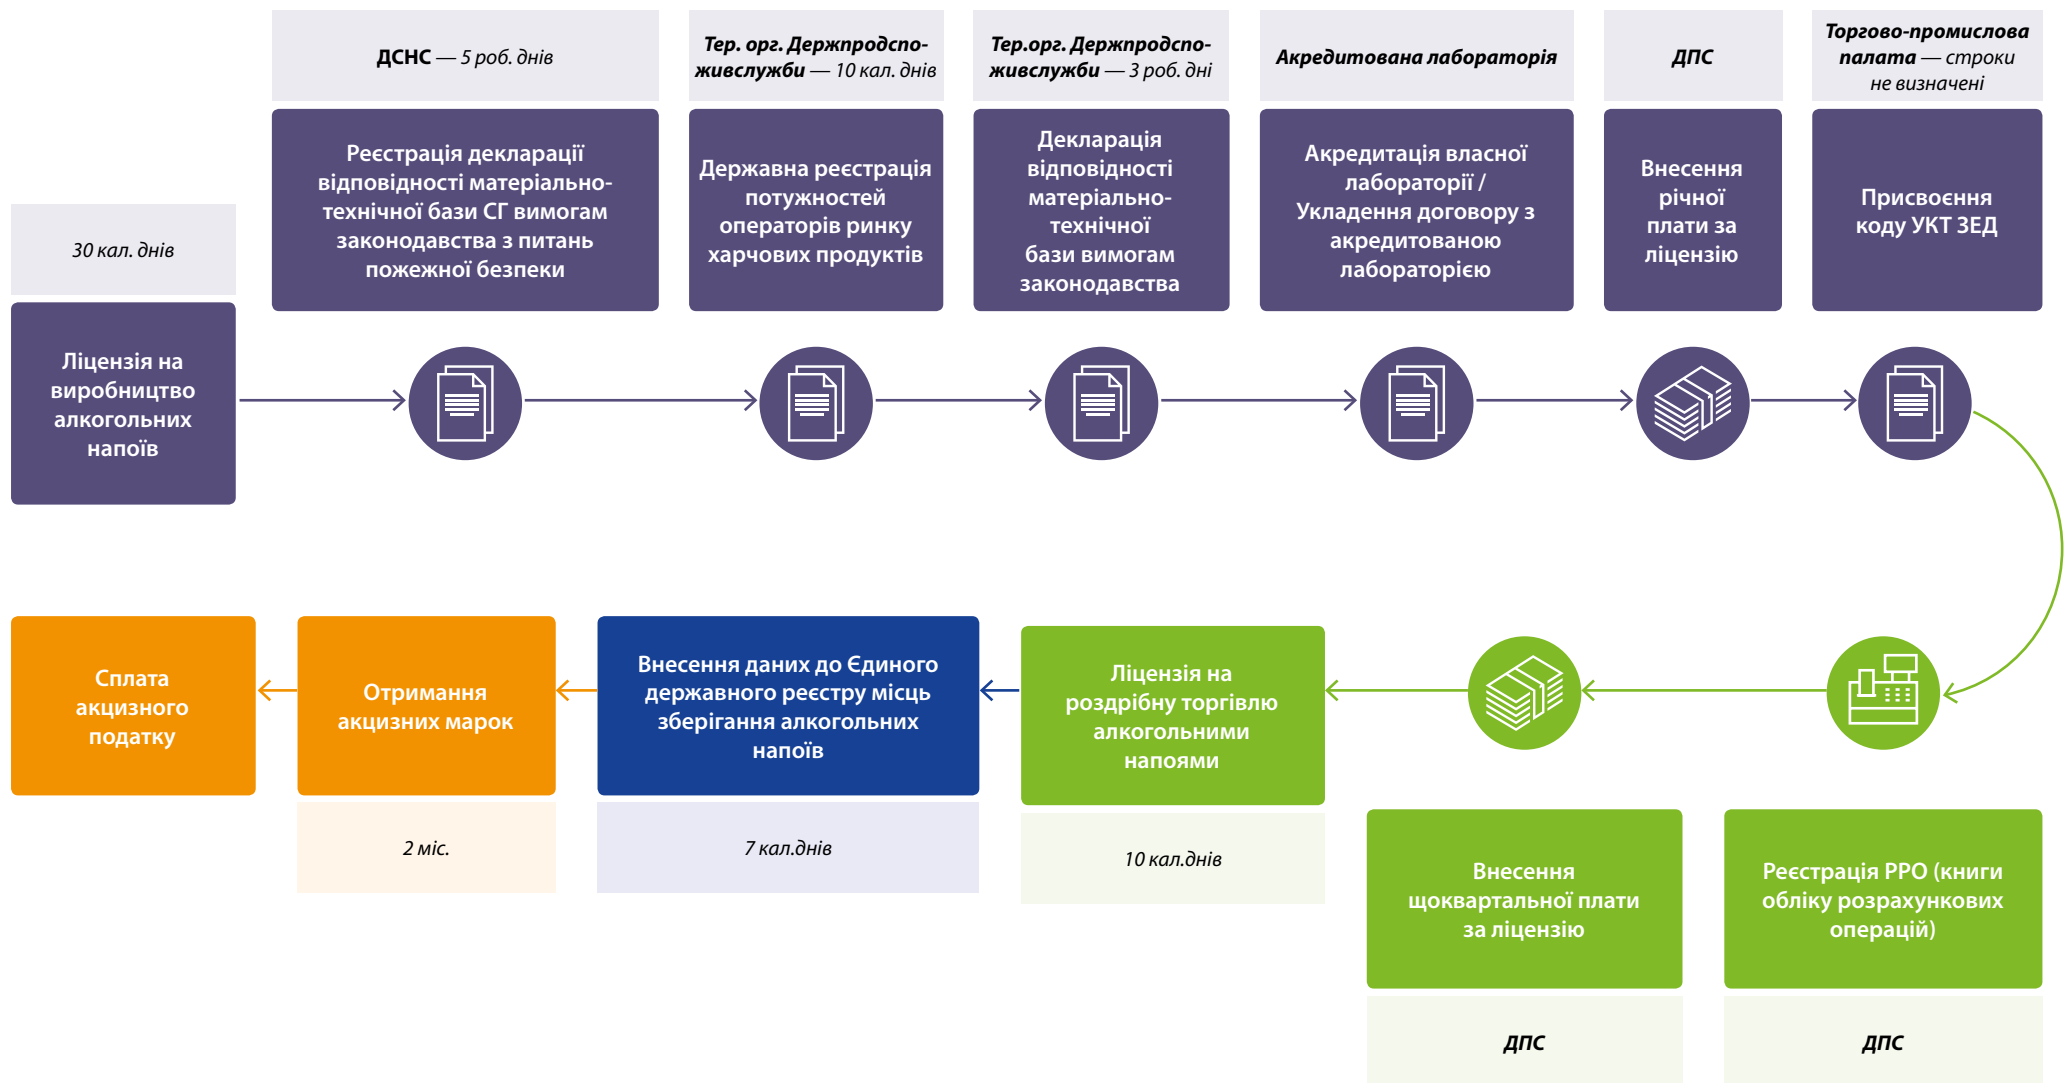 ДСНС — 5 роб. днів
Тер. орг. Держпродспо-
живслужби — 10 кал. днів
Тер.орг. Держпродспо-
живслужби — 3 роб. дні
Акредитована лабораторія
ДПС
Торгово-промислова
палата — строки
не визначені
30 кал. днів
Ліцензія на
виробництво
алкогольних
напоїв
Реєстрація декларації
відповідності матеріально-
технічної бази СГ вимогам
законодавства з питань
пожежної безпеки
Державна реєстрація
потужностей
операторів ринку
харчових продуктів
Декларація
відповідності
матеріально-
технічної
бази вимогам
законодавства
Акредитація власної
лабораторії /
Укладення договору з
акредитованою
лабораторією
Внесення
річної
плати за
ліцензію
Присвоєння
коду УКТ ЗЕД
Сплата
акцизного
податку
Отримання
акцизних марок
2 міс.
Внесення даних до Єдиного
державного реєстру місць
зберігання алкогольних
напоїв
7 кал.днів
Ліцензія на
роздрібну торгівлю
алкогольними
напоями
10 кал.днів
Внесення
щоквартальної плати
за ліцензію
ДПС
Реєстрація РРО (книги
обліку розрахункових
операцій)
ДПС